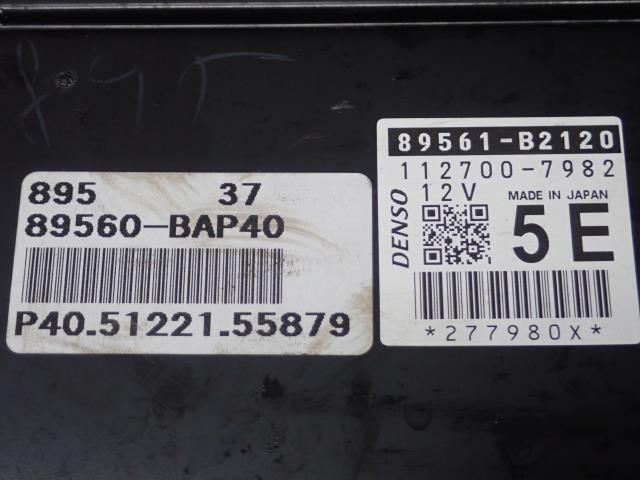 895 37
89560-BAP40
P40.51221.55879
89561-B2120
112700-7982
12V MADE IN JAPAN
DENSO
5E
*277980X*